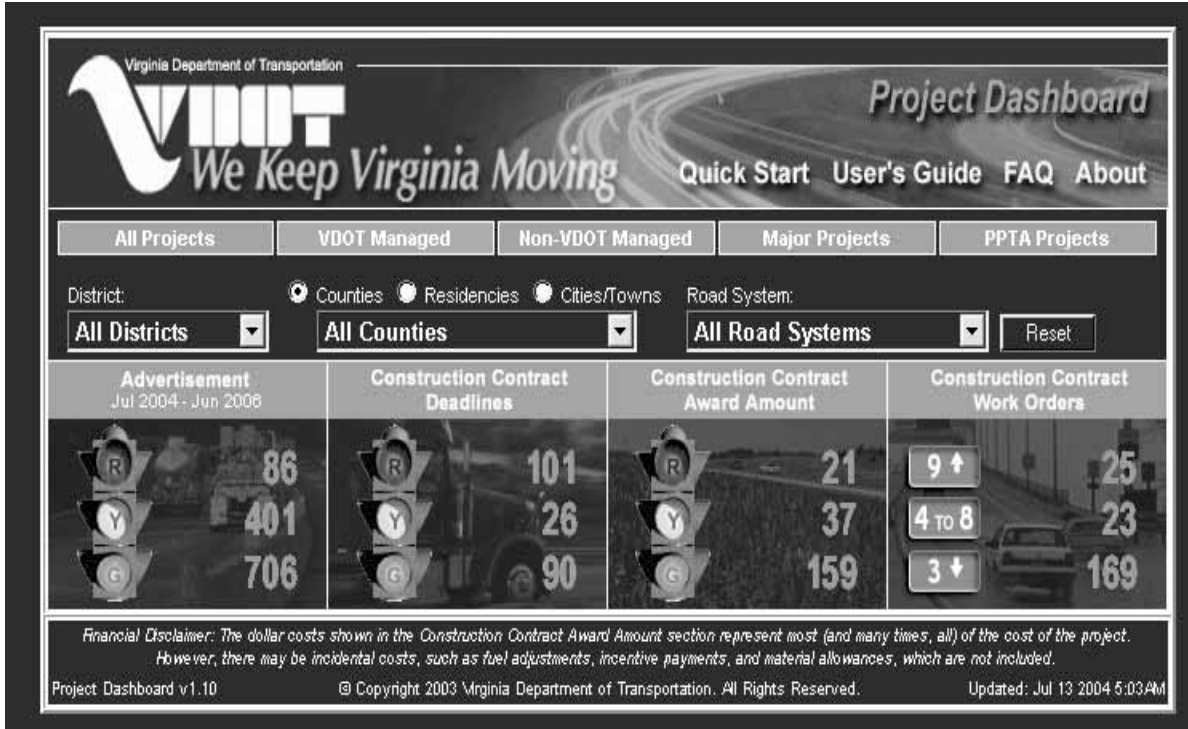 Virginia Department of Transportation
VDOT
We Keep Virginia Moving
Project Dashboard
Quick Start User's Guide FAQ About
All Projects VDOT Managed Non-VDOT Managed Major Projects PPTA Projects
District: Counties Residencies Cities/Towns Road System:
All Districts All Counties All Road Systems Reset
Advertisement
Jul 2004 - Jun 2006
R 86
Y 401
G 706
Construction Contract
Deadlines
R 101
Y 26
G 90
Construction Contract
Award Amount
R 21
Y 37
G 159
Construction Contract
Work Orders
9 ↑ 25
4 TO 8 23
3 ↓ 169
Financial Disclaimer: The dollar costs shown in the Construction Contract Award Amount section represent most (and many times, all) of the cost of the project.
However, there may be incidental costs, such as fuel adjustments, incentive payments, and material allowances, which are not included.
Project Dashboard v1.10 © Copyright 2003 Virginia Department of Transportation. All Rights Reserved. Updated: Jul 13 2004 5:03AM